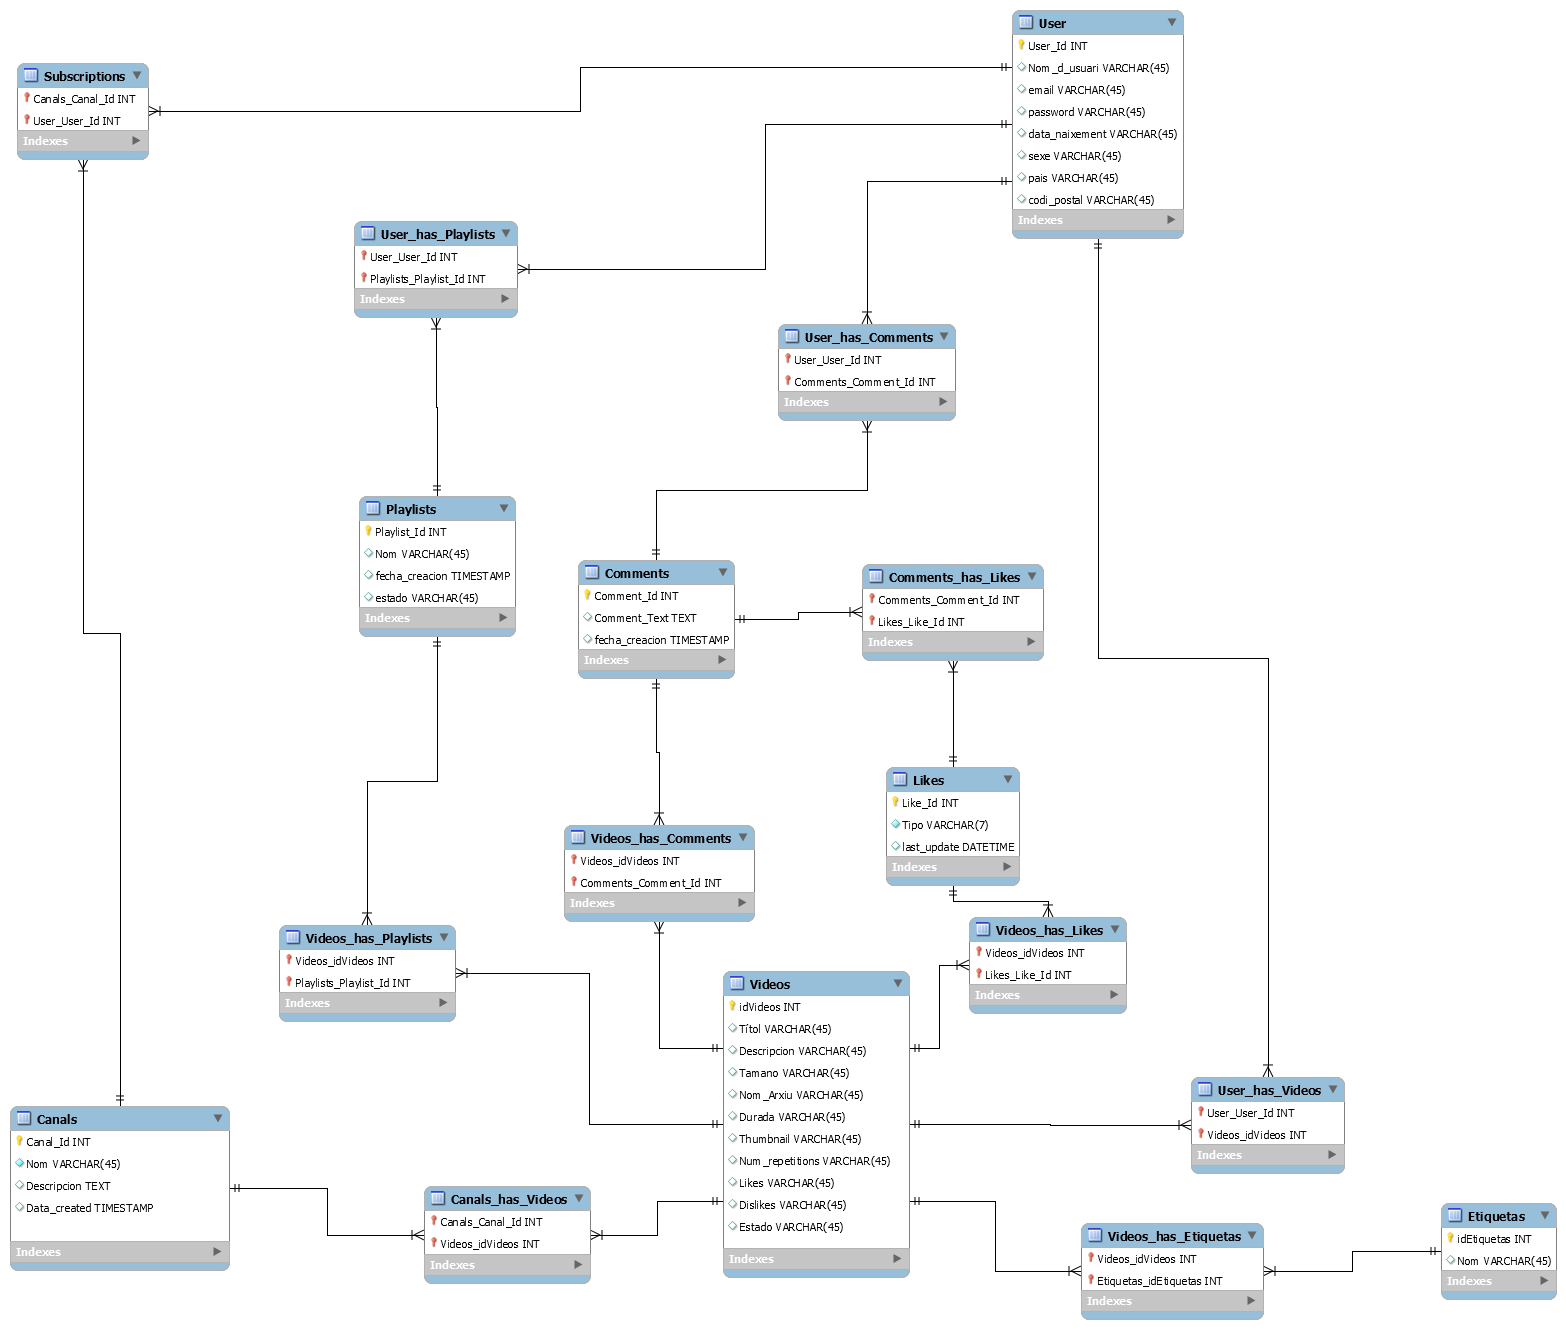 User
User_Id INT
Nom_d_usuari VARCHAR(45)
email VARCHAR(45)
password VARCHAR(45)
data_naixement VARCHAR(45)
sexe VARCHAR(45)
pais VARCHAR(45)
codi_postal VARCHAR(45)
Indexes
Subscriptions
Canals_Canal_Id INT
User_User_Id INT
Indexes
User_has_Playlists
User_User_Id INT
Playlists_Playlist_Id INT
Indexes
User_has_Comments
User_User_Id INT
Comments_Comment_Id INT
Indexes
Playlists
Playlist_Id INT
Nom VARCHAR(45)
fecha_creacion TIMESTAMP
estado VARCHAR(45)
Indexes
Comments
Comment_Id INT
Comment_Text TEXT
fecha_creacion TIMESTAMP
Indexes
Comments_has_Likes
Comments_Comment_Id INT
Likes_Like_Id INT
Indexes
Likes
Like_Id INT
Tipo VARCHAR(7)
last_update DATETIME
Indexes
Videos_has_Comments
Videos_idVideos INT
Comments_Comment_Id INT
Indexes
Videos_has_Playlists
Videos_idVideos INT
Playlists_Playlist_Id INT
Indexes
Videos_has_Likes
Videos_idVideos INT
Likes_Like_Id INT
Indexes
Videos
idVideos INT
Títol VARCHAR(45)
Descripcion VARCHAR(45)
Tamano VARCHAR(45)
Nom_Arxiu VARCHAR(45)
Durada VARCHAR(45)
Thumbnail VARCHAR(45)
Num_repetitions VARCHAR(45)
Likes VARCHAR(45)
Dislikes VARCHAR(45)
Estado VARCHAR(45)
Indexes
User_has_Videos
User_User_Id INT
Videos_idVideos INT
Indexes
Canals
Canal_Id INT
Nom VARCHAR(45)
Descripcion TEXT
Data_created TIMESTAMP
Indexes
Canals_has_Videos
Canals_Canal_Id INT
Videos_idVideos INT
Indexes
Videos_has_Etiquetas
Videos_idVideos INT
Etiquetas_idEtiquetas INT
Indexes
Etiquetas
idEtiquetas INT
Nom VARCHAR(45)
Indexes